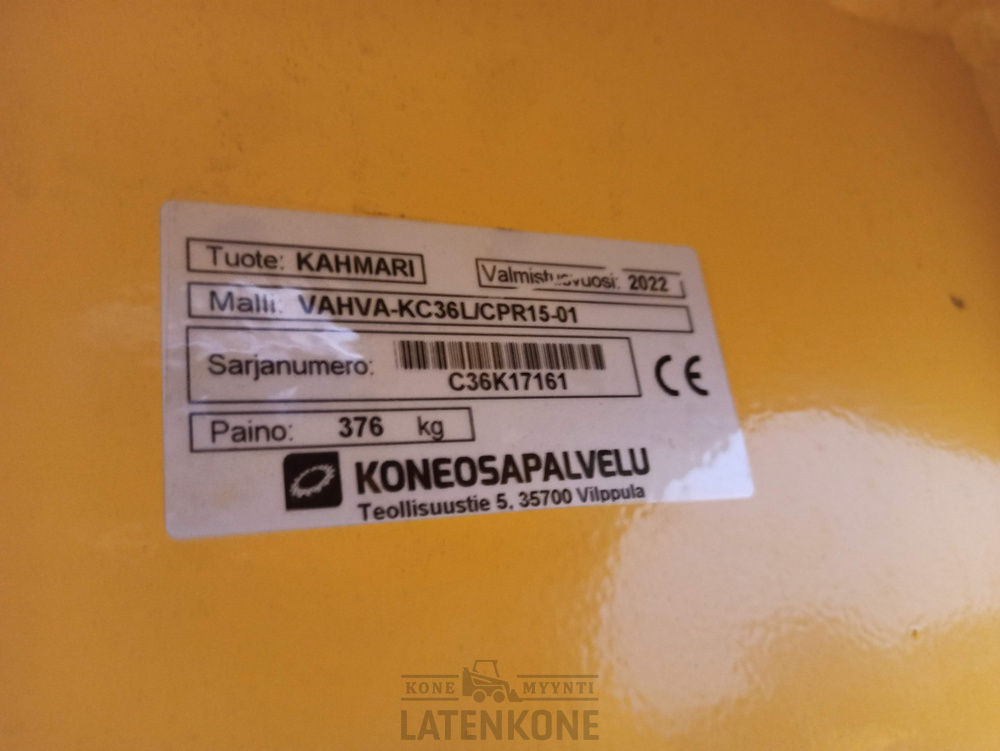 Tuote: KAHMARI
Valmistusvuosi: 2022
Malli: VAHVA-KC36L/CPR15-01
Sarjanumero:
C36K17161
CE
Paino: 376 kg
KONEOSAPALVELU
Teollisuustie 5, 35700 Vilppula
KONE MYYNTI
LATENKONE